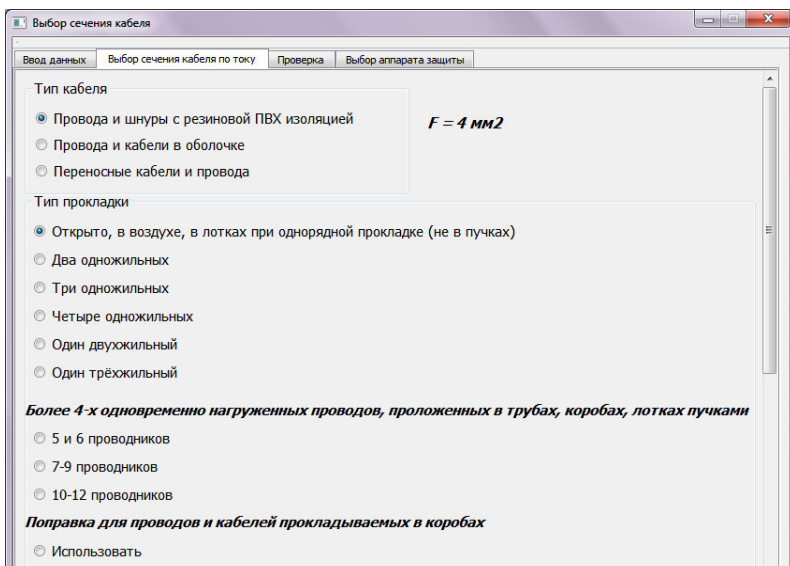 Выбор сечения кабеля
Ввод данных
Выбор сечения кабеля по току
Проверка
Выбор аппарата защиты
Тип кабеля
Провода и шнуры с резиновой ПВХ изоляцией
F = 4 мм2
Провода и кабели в оболочке
Переносные кабели и провода
Тип прокладки
Открыто, в воздухе, в лотках при однорядной прокладке (не в пучках)
Два одножильных
Три одножильных
Четыре одножильных
Один двухжильный
Один трёхжильный
Более 4-х одновременно нагруженных проводов, проложенных в трубах, коробах, лотках пучками
5 и 6 проводников
7-9 проводников
10-12 проводников
Поправка для проводов и кабелей прокладываемых в коробах
Использовать